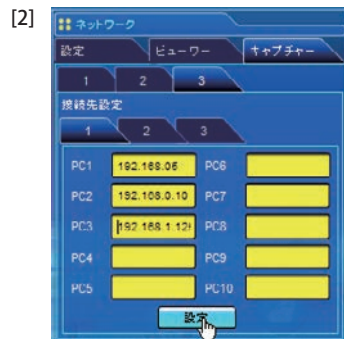 [2]
ネットワーク
設定 ビューワー キャプチャー
1 2 3
接続先設定
1 2 3
PC1 192.168.05 PC6
PC2 192.168.0.10 PC7
PC3 192.168.1.12 PC8
PC4 PC9
PC5 PC10
設定